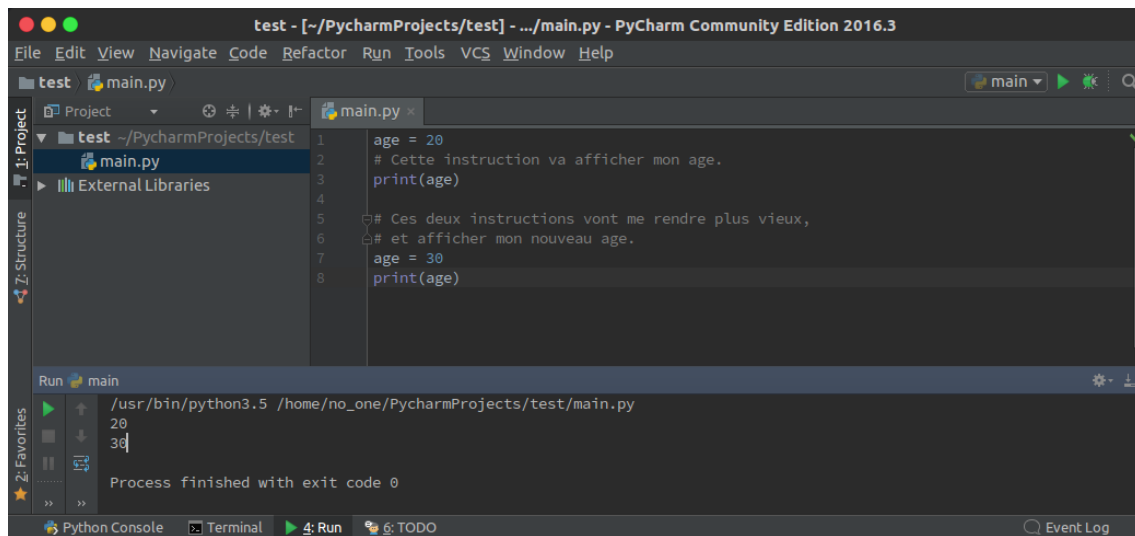 test - [~/PycharmProjects/test] - .../main.py - PyCharm Community Edition 2016.3
File Edit View Navigate Code Refactor Run Tools VCS Window Help
test main.py main
1: Project
Project
main.py
test ~/PycharmProjects/test
main.py
External Libraries
7: Structure
1 age = 20
2 # Cette instruction va afficher mon age.
3 print(age)
4
5 # Ces deux instructions vont me rendre plus vieux,
6 # et afficher mon nouveau age.
7 age = 30
8 print(age)
Run main
2: Favorites
/usr/bin/python3.5 /home/no_one/PycharmProjects/test/main.py
20
30
Process finished with exit code 0
Python Console Terminal 4: Run 6: TODO Event Log